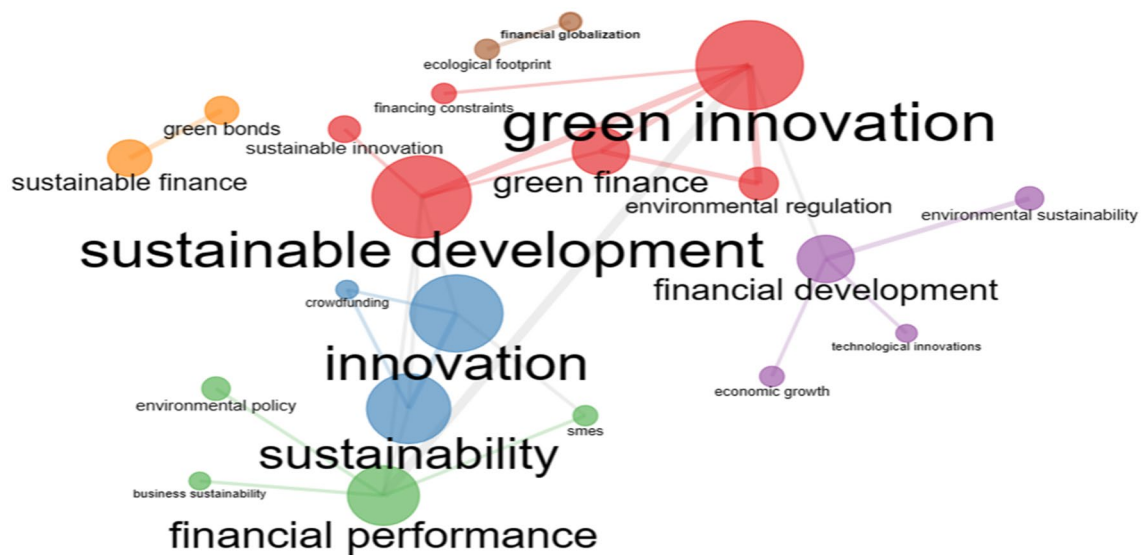 financial globalization
ecological footprint
financing constraints
green innovation
green bonds
sustainable innovation
sustainable finance
green finance
environmental regulation
environmental sustainability
sustainable development
financial development
crowdfunding
technological innovations
innovation
economic growth
environmental policy
smes
sustainability
business sustainability
financial performance